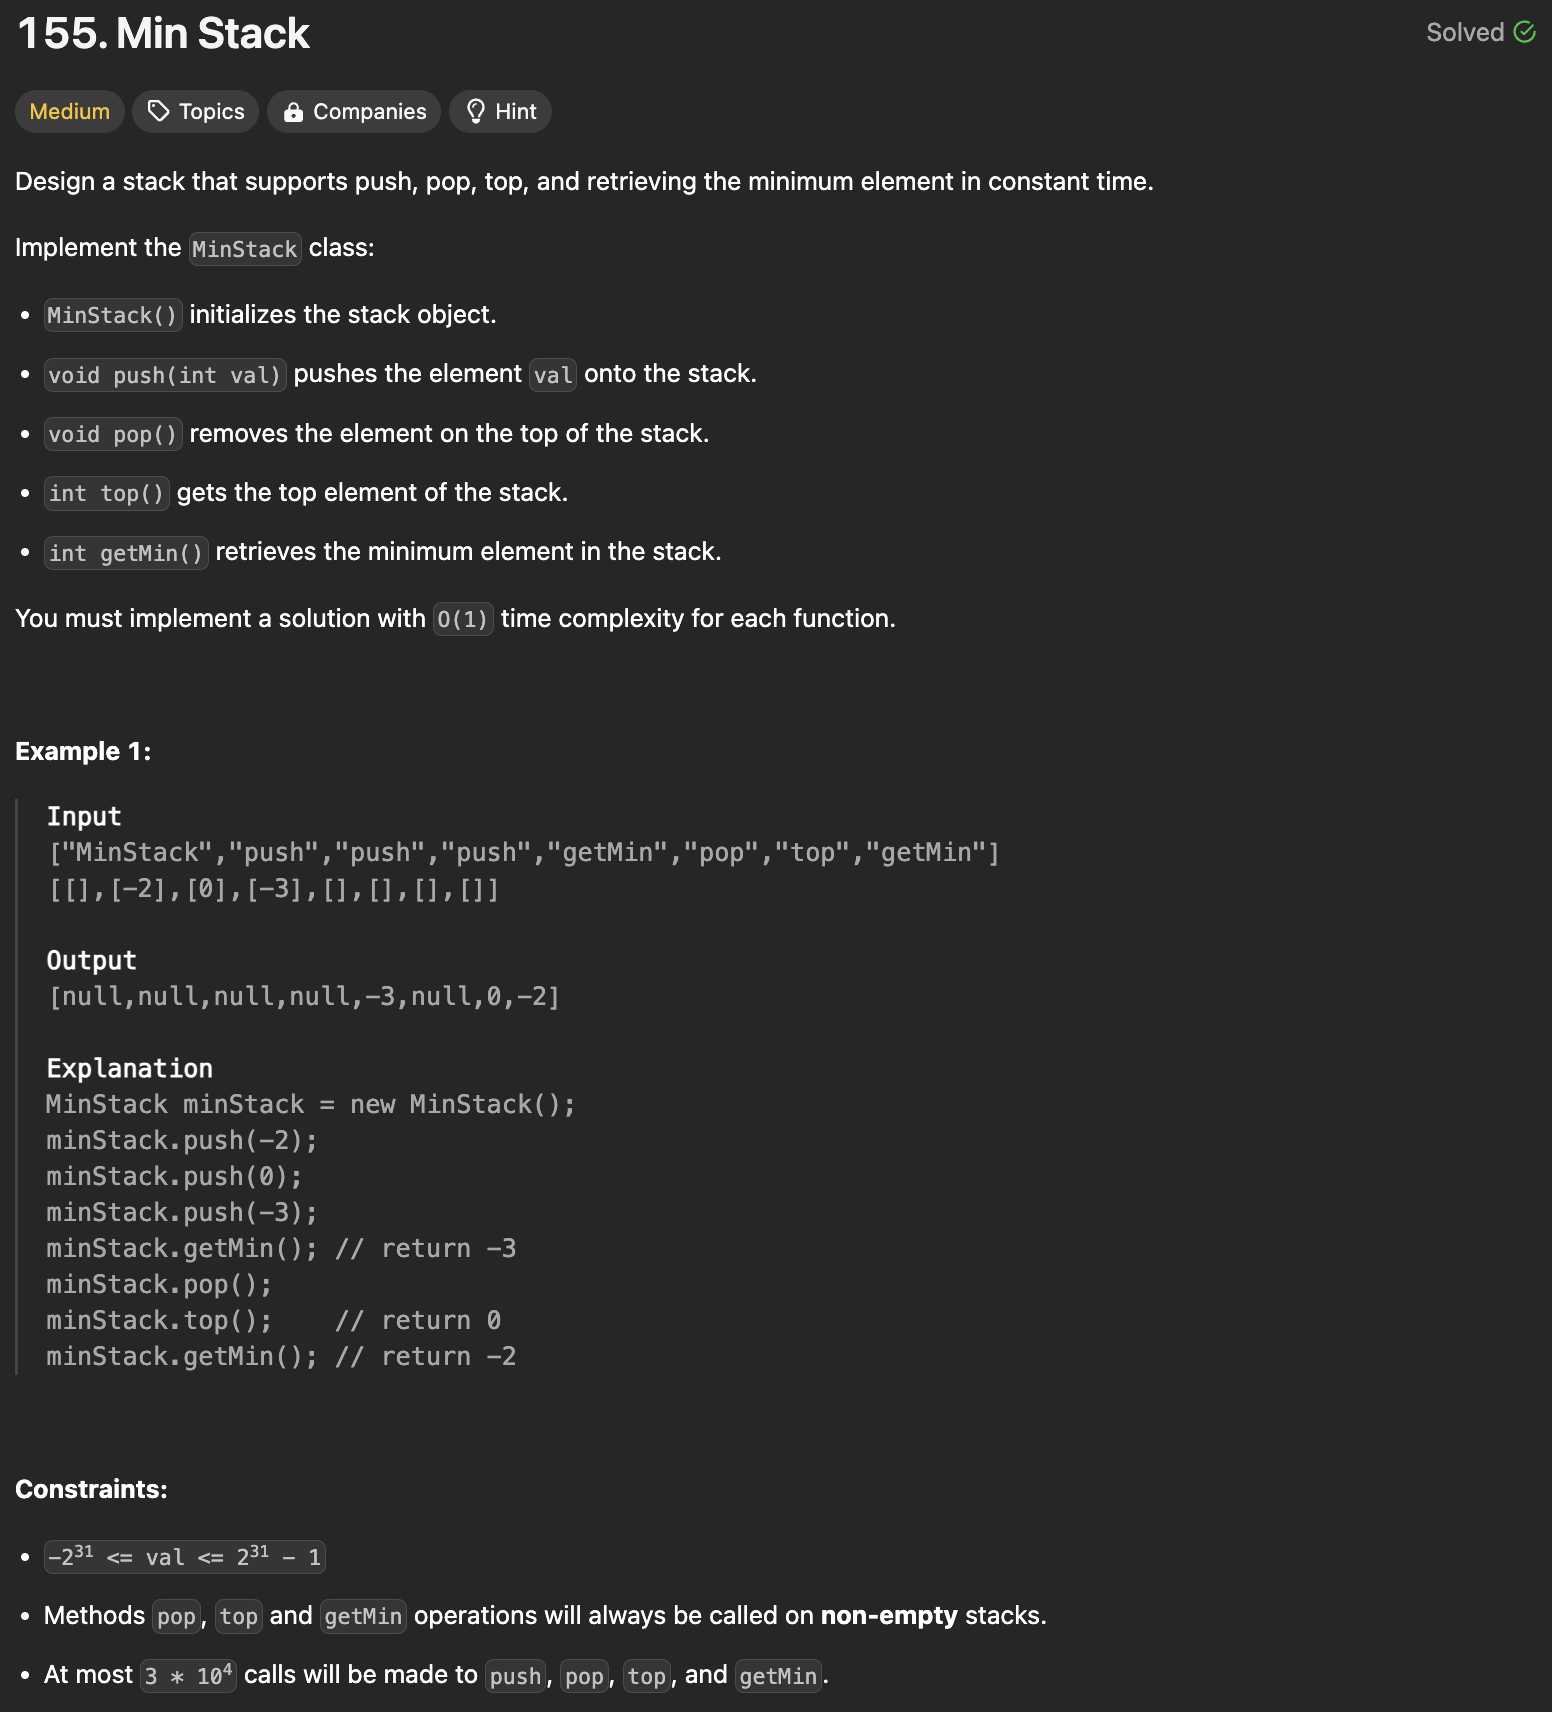 155. Min Stack
Solved
Medium
Topics
Companies
Hint
Design a stack that supports push, pop, top, and retrieving the minimum element in constant time.
Implement the MinStack class:
• MinStack() initializes the stack object.
• void push(int val) pushes the element val onto the stack.
• void pop() removes the element on the top of the stack.
• int top() gets the top element of the stack.
• int getMin() retrieves the minimum element in the stack.
You must implement a solution with O(1) time complexity for each function.
Example 1:
Input
["MinStack","push","push","push","getMin","pop","top","getMin"]
[[],[-2],[0],[-3],[],[],[],[]]
Output
[null,null,null,null,-3,null,0,-2]
Explanation
MinStack minStack = new MinStack();
minStack.push(-2);
minStack.push(0);
minStack.push(-3);
minStack.getMin(); // return -3
minStack.pop();
minStack.top();    // return 0
minStack.getMin(); // return -2
Constraints:
• -2³¹ <= val <= 2³¹ - 1
• Methods pop, top and getMin operations will always be called on non-empty stacks.
• At most 3 * 10⁴ calls will be made to push, pop, top, and getMin.